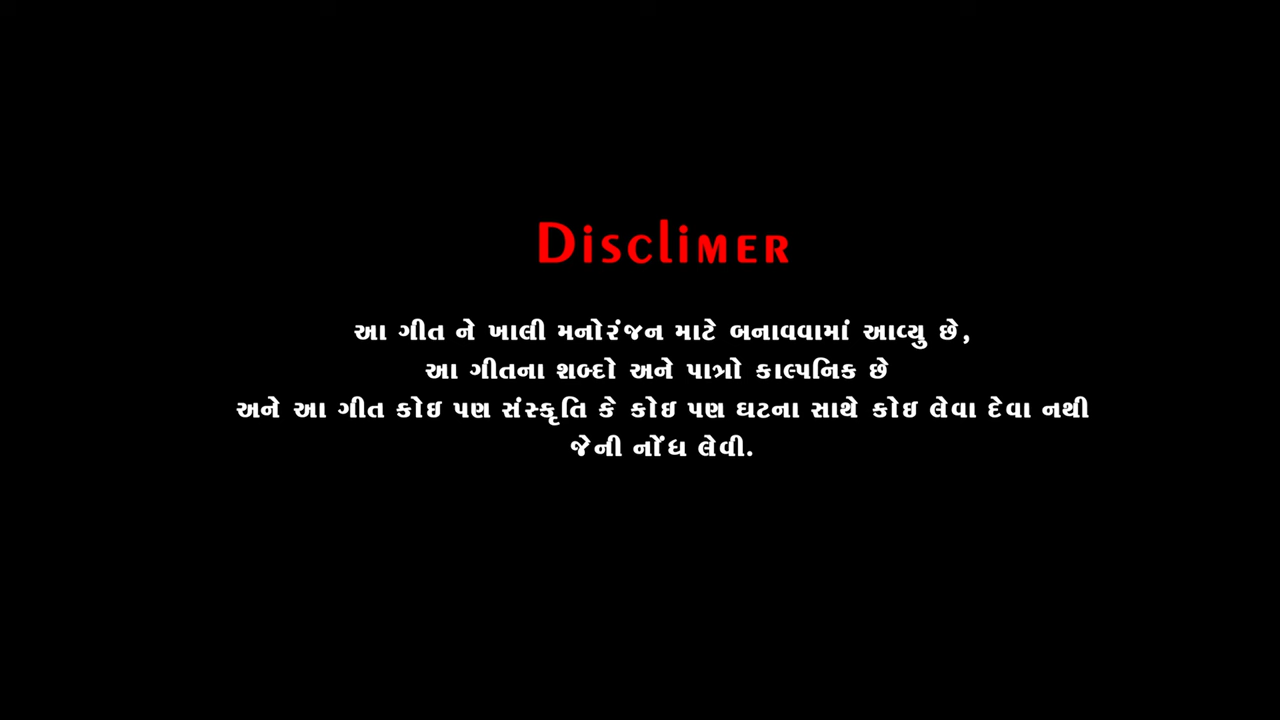 Disclimer
આ ગીત ને ખાલી મનોરંજન માટે બનાવવામાં આવ્યુ છે,
આ ગીતના શબ્દો અને પાત્રો કાલ્પનિક છે
અને આ ગીત કોઇ પણ સંસ્કૃતિ કે કોઇ પણ ઘટના સાથે કોઇ લેવા દેવા નથી
જેની નોંધ લેવી.